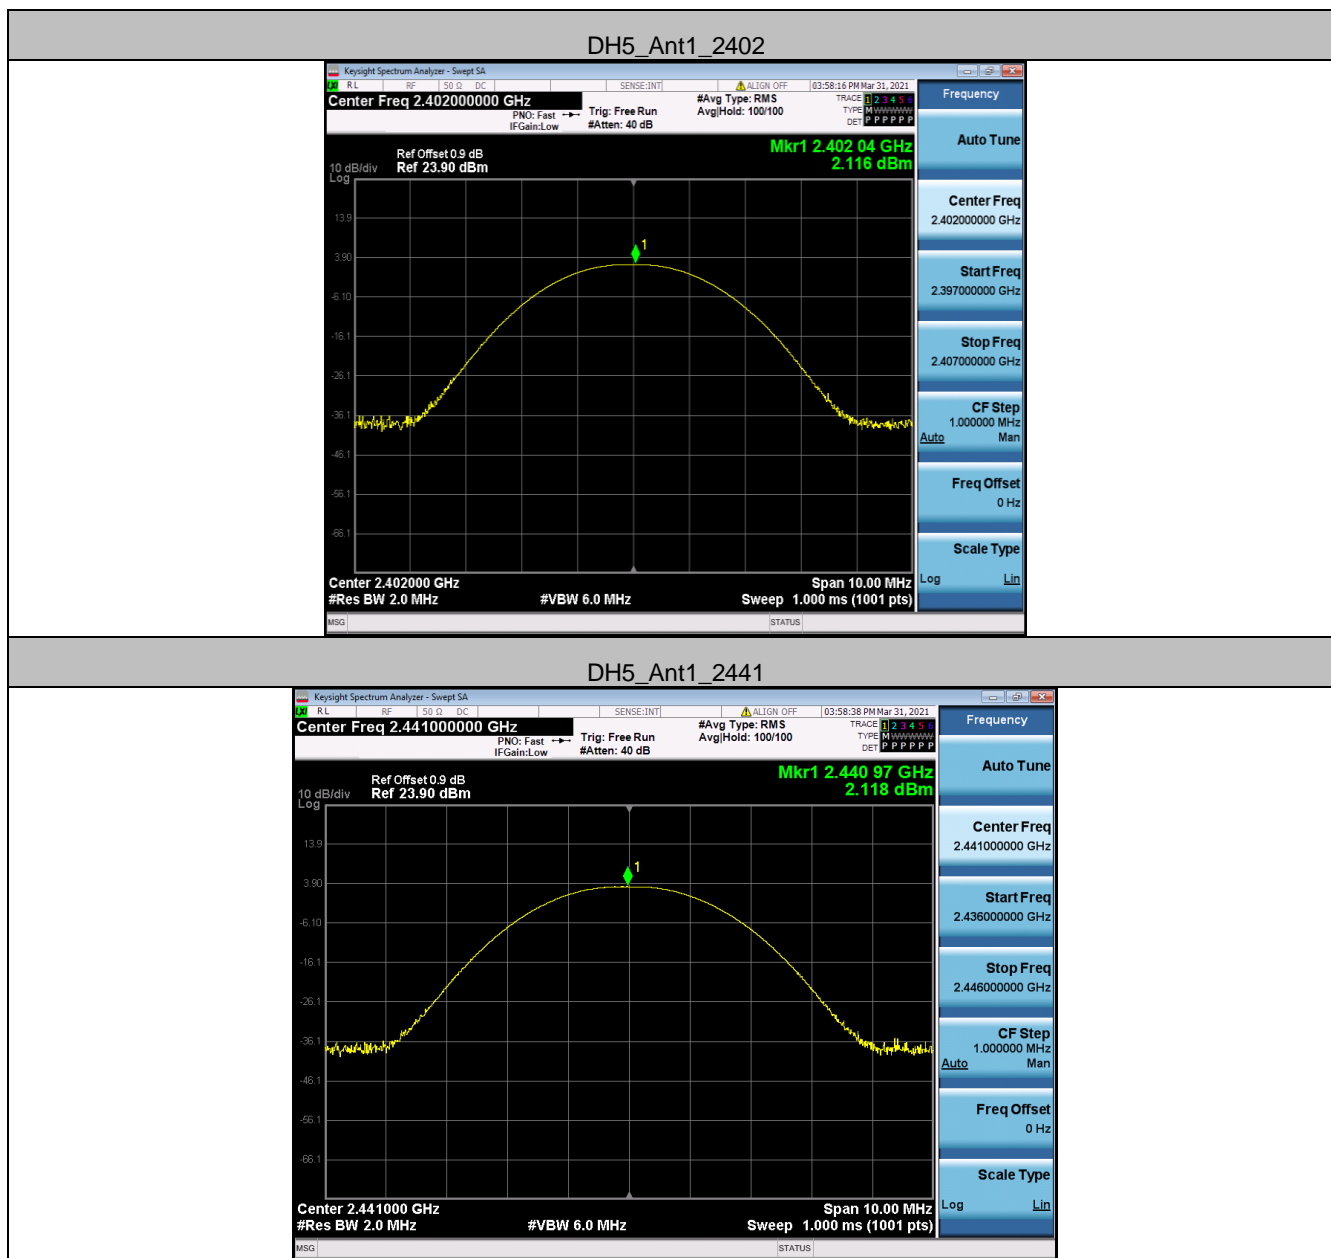 DH5_Ant1_2402
Keysight Spectrum Analyzer - Swept SA
LXI RL RF 50 Ω DC SENSE:INT ALIGN OFF 03:58:16 PM Mar 31, 2021
Center Freq 2.402000000 GHz
PNO: Fast
IFGain:Low
Trig: Free Run
#Atten: 40 dB
#Avg Type: RMS
Avg|Hold: 100/100
TRACE 1 2 3 4 5 6
TYPE M WWWWW
DET P P P P P P
Ref Offset 0.9 dB
10 dB/div Ref 23.90 dBm
Log
Mkr1 2.402 04 GHz
2.116 dBm
1
13.9
3.90
-6.10
-16.1
-26.1
-36.1
-46.1
-56.1
-66.1
Center 2.402000 GHz Span 10.00 MHz
#Res BW 2.0 MHz #VBW 6.0 MHz Sweep 1.000 ms (1001 pts)
MSG STATUS
Frequency
Auto Tune
Center Freq
2.402000000 GHz
Start Freq
2.397000000 GHz
Stop Freq
2.407000000 GHz
CF Step
1.000000 MHz
Auto Man
Freq Offset
0 Hz
Scale Type
Log Lin
DH5_Ant1_2441
Keysight Spectrum Analyzer - Swept SA
LXI RL RF 50 Ω DC SENSE:INT ALIGN OFF 03:58:38 PM Mar 31, 2021
Center Freq 2.441000000 GHz
PNO: Fast
IFGain:Low
Trig: Free Run
#Atten: 40 dB
#Avg Type: RMS
Avg|Hold: 100/100
TRACE 1 2 3 4 5 6
TYPE M WWWWW
DET P P P P P P
Ref Offset 0.9 dB
10 dB/div Ref 23.90 dBm
Log
Mkr1 2.440 97 GHz
2.118 dBm
1
13.9
3.90
-6.10
-16.1
-26.1
-36.1
-46.1
-56.1
-66.1
Center 2.441000 GHz Span 10.00 MHz
#Res BW 2.0 MHz #VBW 6.0 MHz Sweep 1.000 ms (1001 pts)
MSG STATUS
Frequency
Auto Tune
Center Freq
2.441000000 GHz
Start Freq
2.436000000 GHz
Stop Freq
2.446000000 GHz
CF Step
1.000000 MHz
Auto Man
Freq Offset
0 Hz
Scale Type
Log Lin